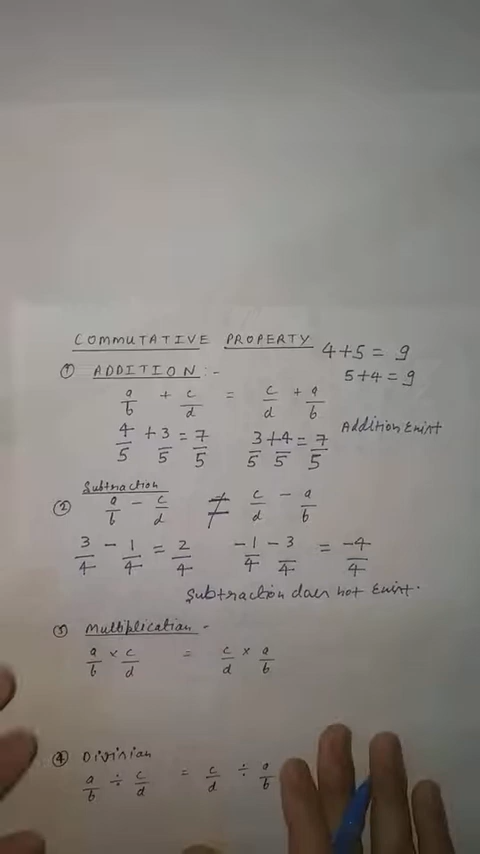 COMMUTATIVE PROPERTY 4+5 = 9
5+4 = 9
① ADDITION :-
a/b + c/d = c/d + a/b
4/5 + 3/5 = 7/5 3/5 + 4/5 = 7/5 Addition Exist
② Subtraction
a/b - c/d ≠ c/d - a/b
3/4 - 1/4 = 2/4 -1/4 - 3/4 = -4/4
Subtraction does not Exist.
③ Multiplication -
a/b × c/d = c/d × a/b
④ Division
a/b ÷ c/d = c/d ÷ a/b